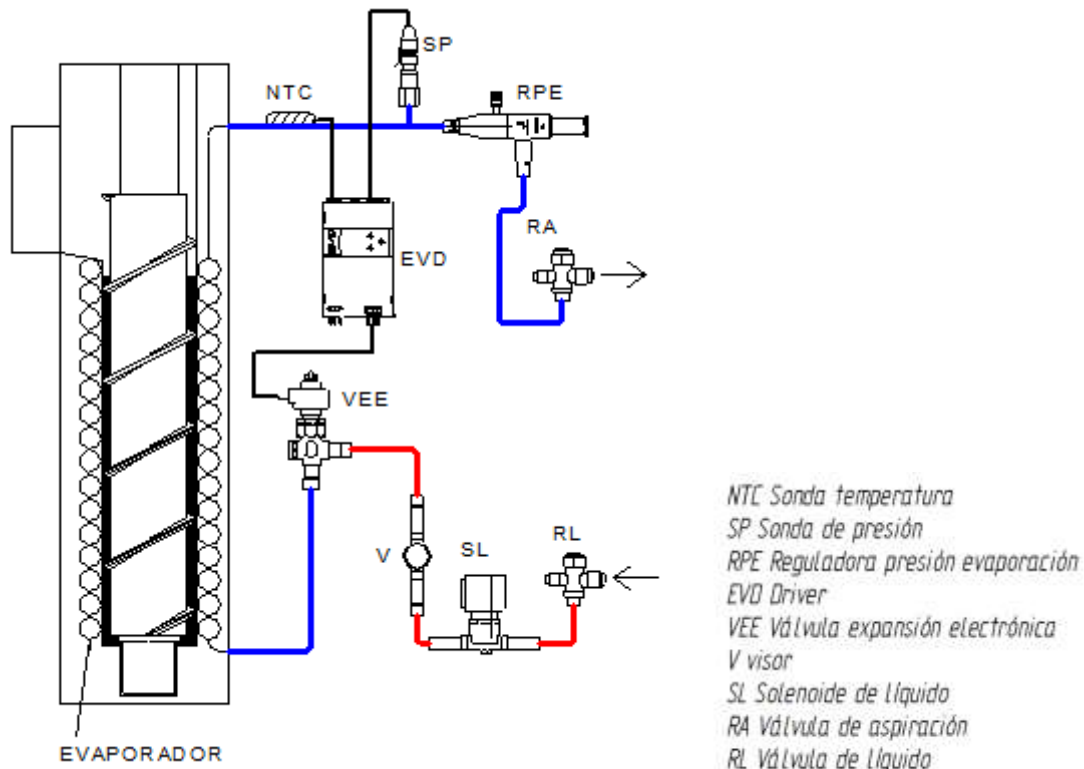 SP
NTC
RPE
RA
EVD
VEE
V
SL
RL
EVAPORADOR
NTC Sonda temperatura
SP Sonda de presión
RPE Reguladora presión evaporación
EVD Driver
VEE Válvula expansión electrónica
V visor
SL Solenoide de líquido
RA Válvula de aspiración
RL Válvula de líquido